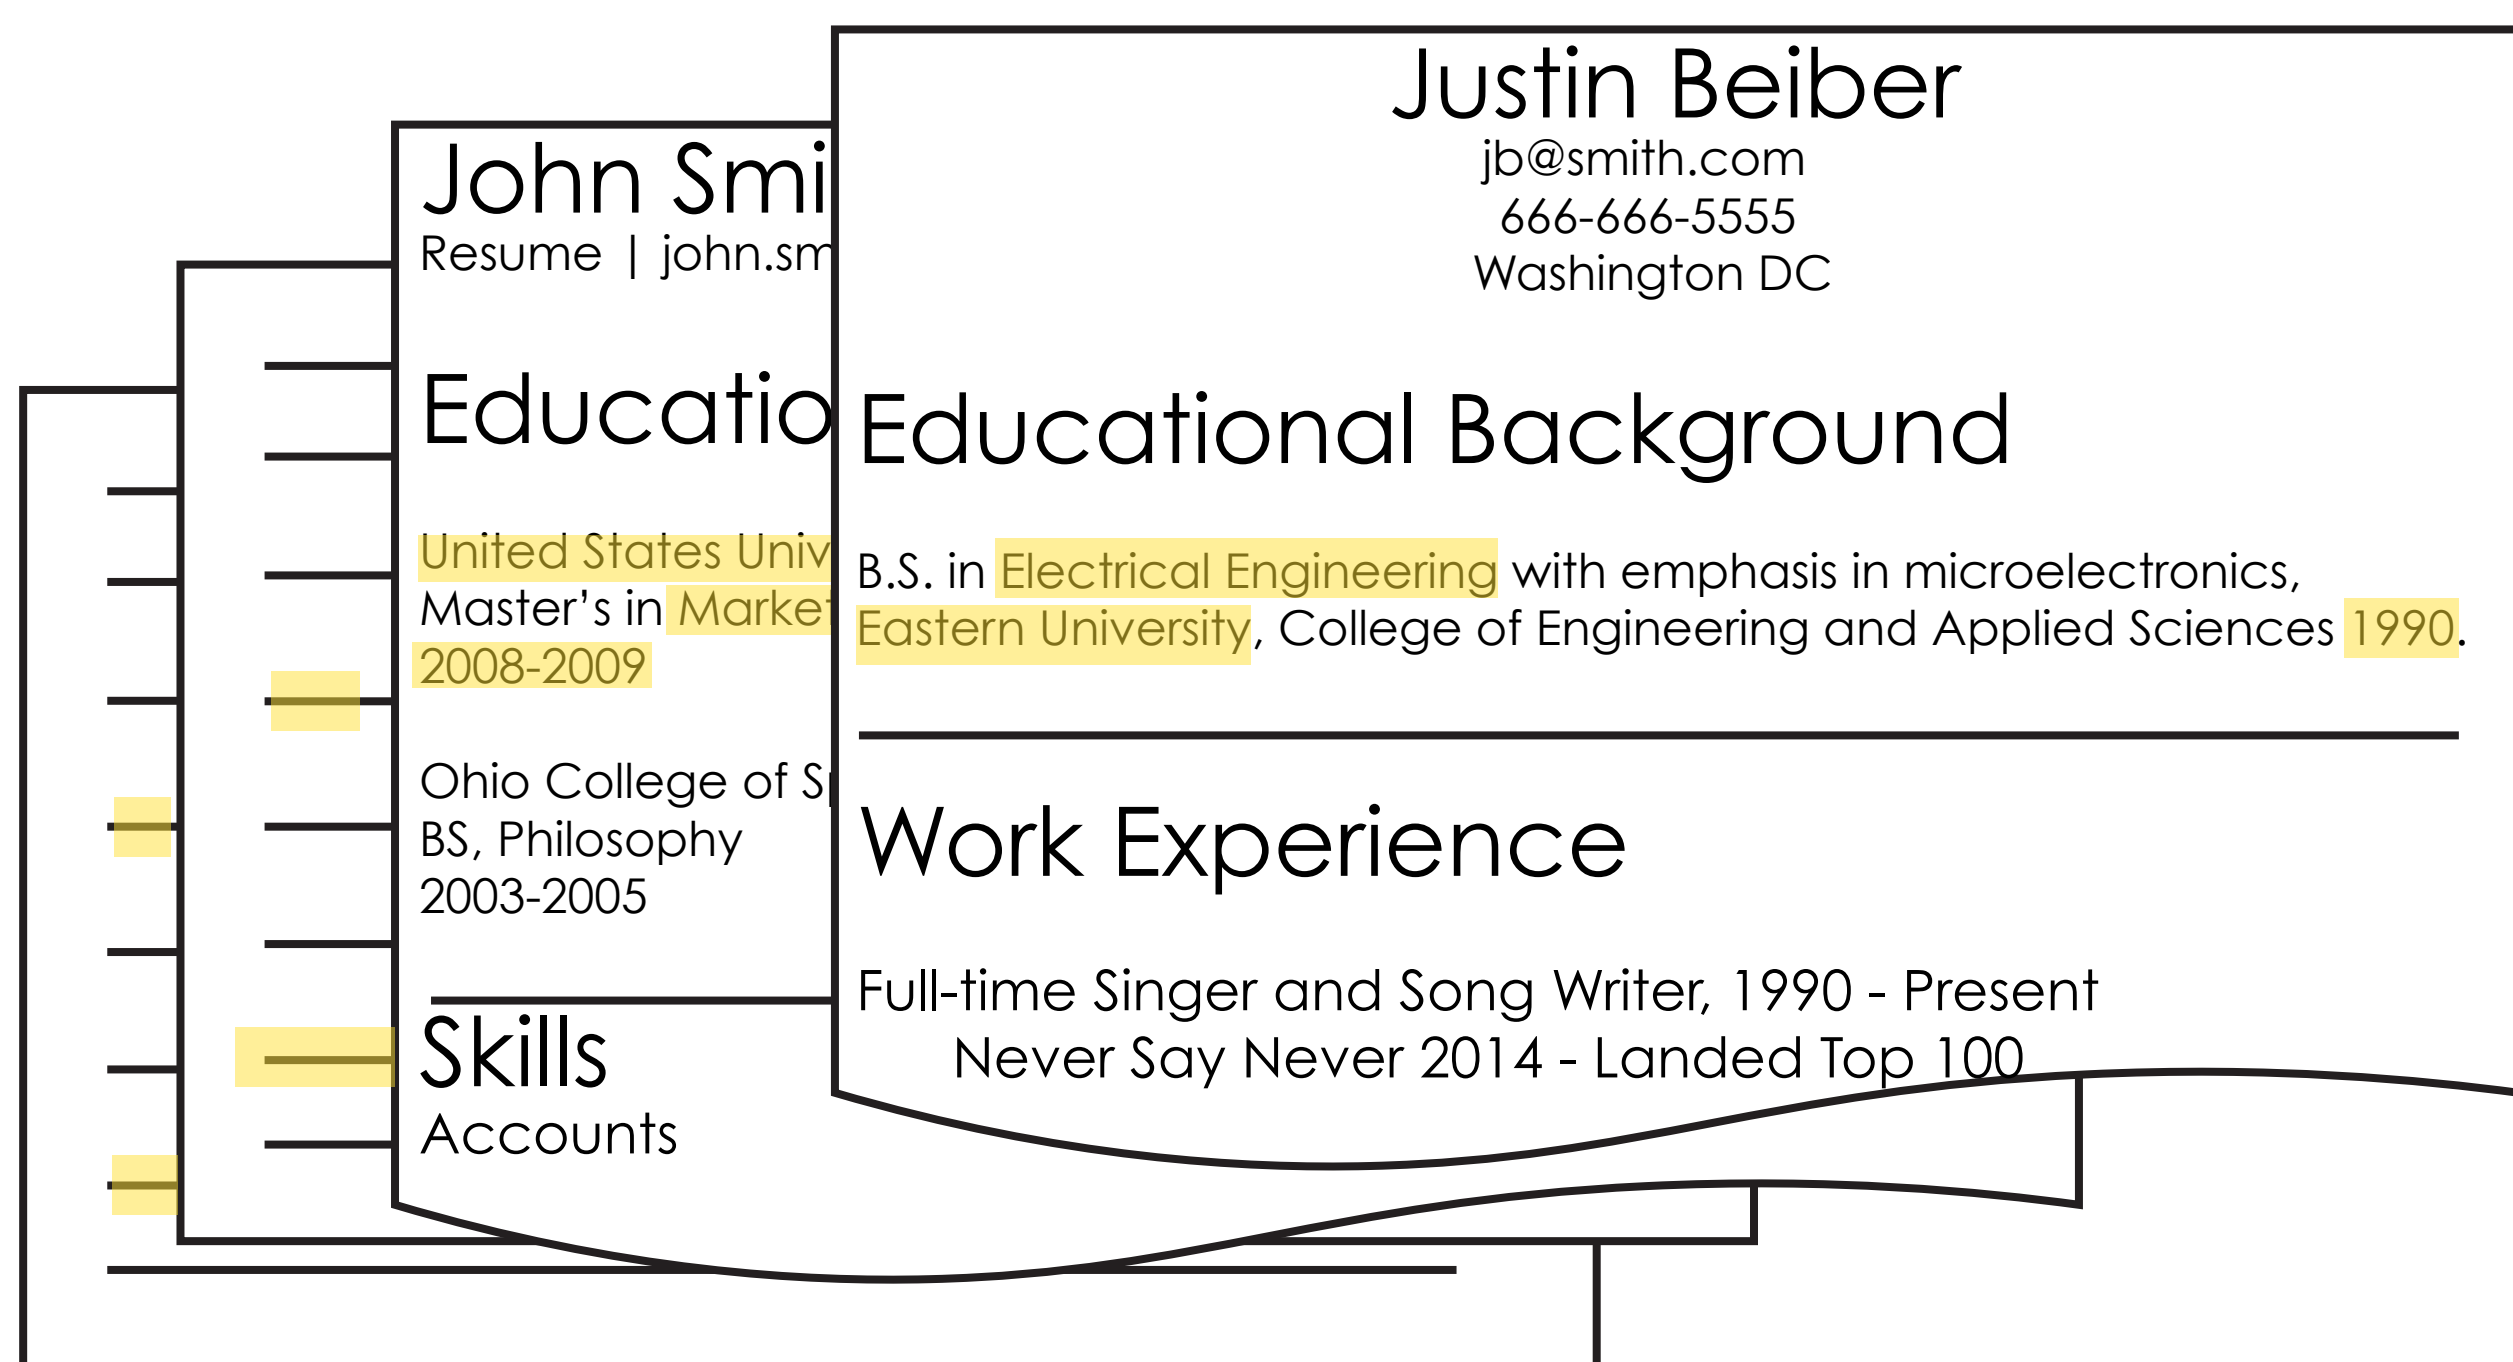 Justin Beiber
jb@smith.com
666-666-5555
Washington DC
Educational Background
B.S. in Electrical Engineering with emphasis in microelectronics,
Eastern University, College of Engineering and Applied Sciences 1990.
Work Experience
Full-time Singer and Song Writer, 1990 - Present
Never Say Never 2014 - Landed Top 100
John Smi
Resume | john.sm
Educatio
United States Univ
Master's in Market
2008-2009
Ohio College of
BS, Philosophy
2003-2005
Skills
Accounts